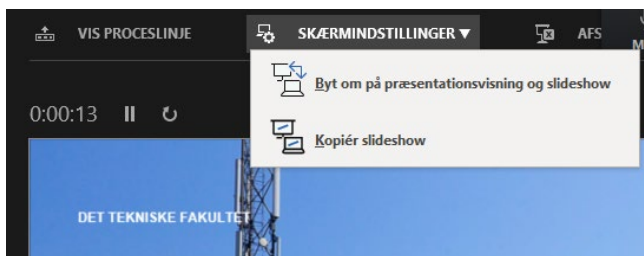 VIS PROCESLINJE SKÆRMINDSTILLINGER ▼ AFS
Byt om på præsentationsvisning og slideshow
Kopiér slideshow
0:00:13
DET TEKNISKE FAKULTET